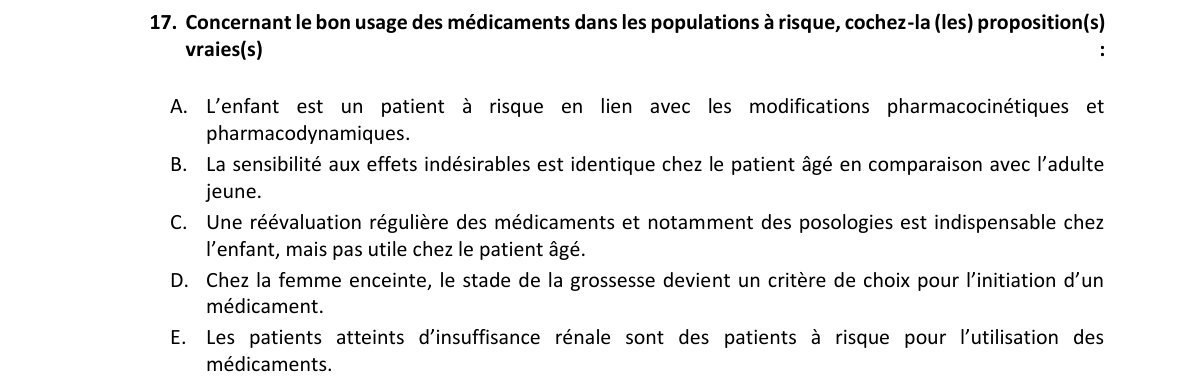 17. Concernant le bon usage des médicaments dans les populations à risque, cochez-la (les) proposition(s)
vraies(s) :
A. L’enfant est un patient à risque en lien avec les modifications pharmacocinétiques et
pharmacodynamiques.
B. La sensibilité aux effets indésirables est identique chez le patient âgé en comparaison avec l’adulte
jeune.
C. Une réévaluation régulière des médicaments et notamment des posologies est indispensable chez
l’enfant, mais pas utile chez le patient âgé.
D. Chez la femme enceinte, le stade de la grossesse devient un critère de choix pour l’initiation d’un
médicament.
E. Les patients atteints d’insuffisance rénale sont des patients à risque pour l’utilisation des
médicaments.